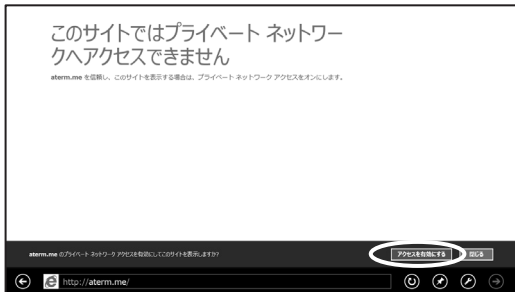 このサイトではプライベート ネットワー
クへアクセスできません
aterm.me を信頼し、このサイトを表示する場合は、プライベート ネットワーク アクセスをオンにします。
aterm.me のプライベート ネットワーク アクセスを有効にしてこのサイトを表示しますか?
アクセスを有効にする
閉じる
http://aterm.me/